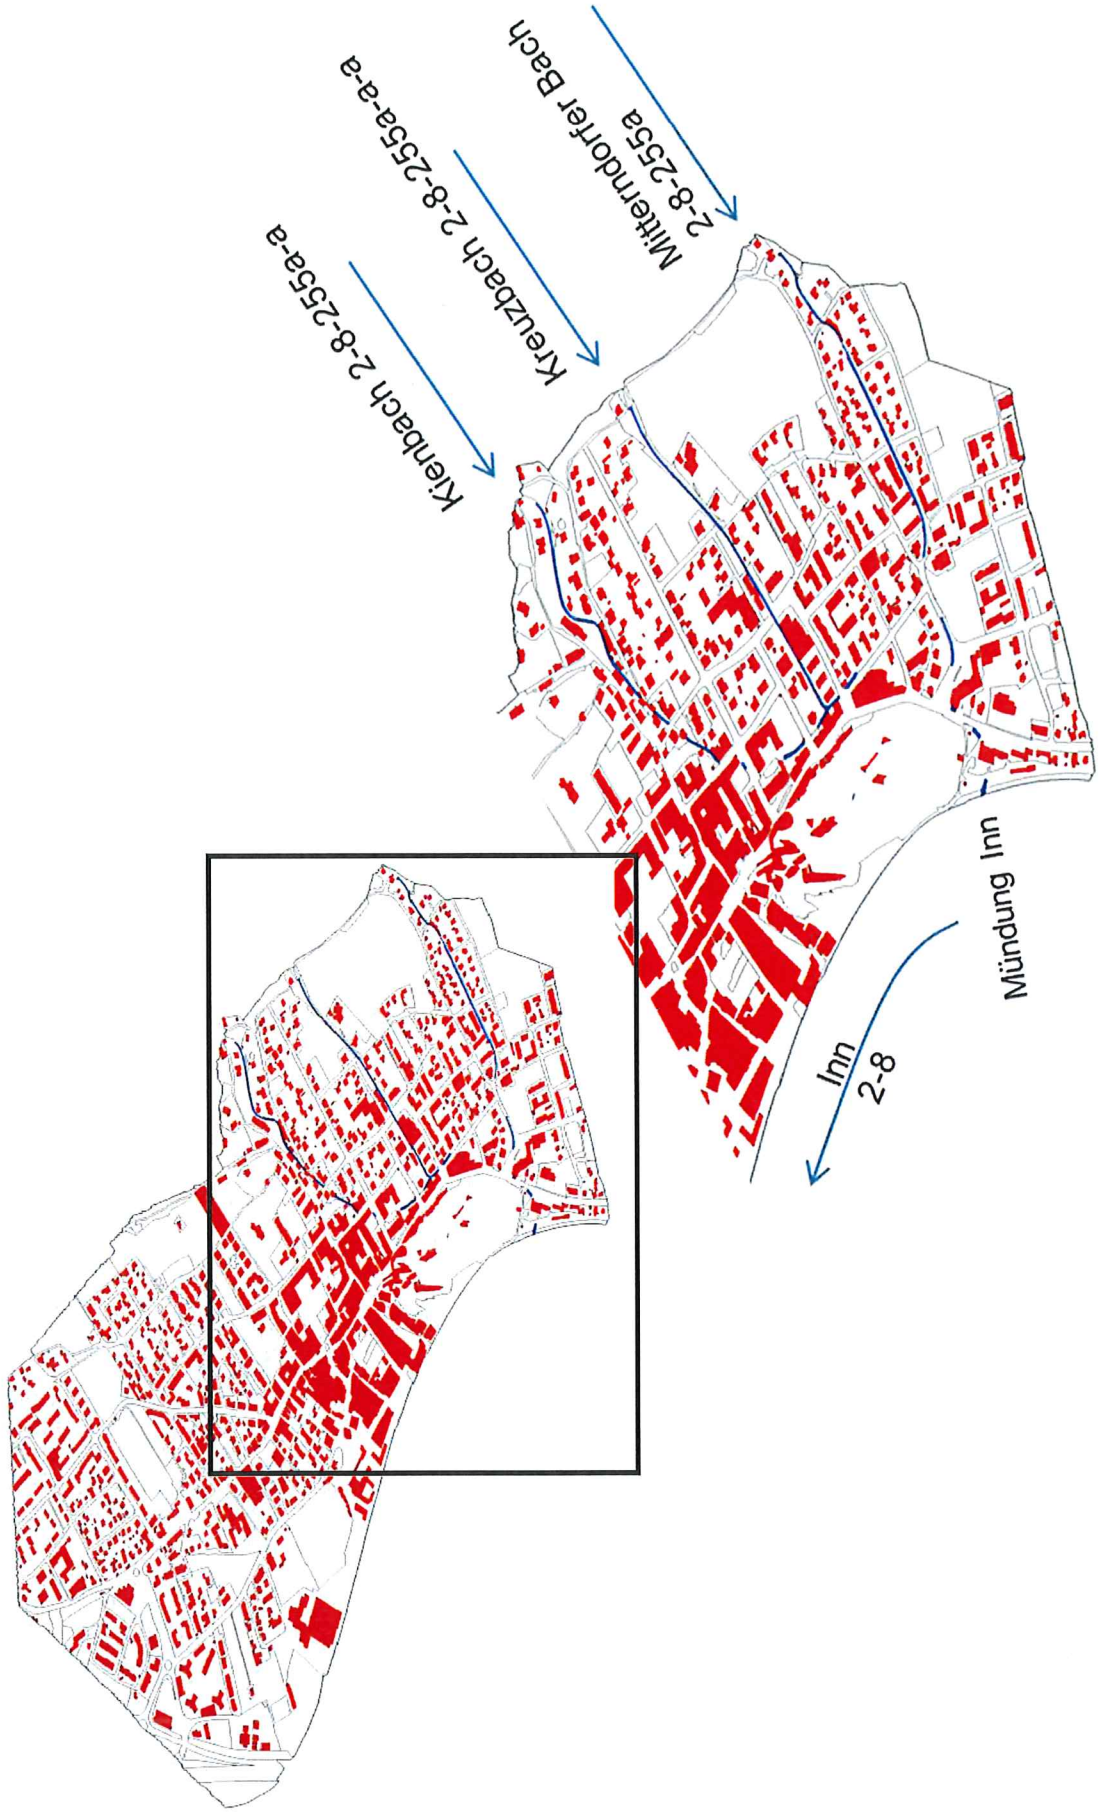 Kienbach 2-8-255a-a
Kreuzbach 2-8-255a-a-a
Mitterndorfer Bach
2-8-255a
Inn
2-8
Mündung Inn